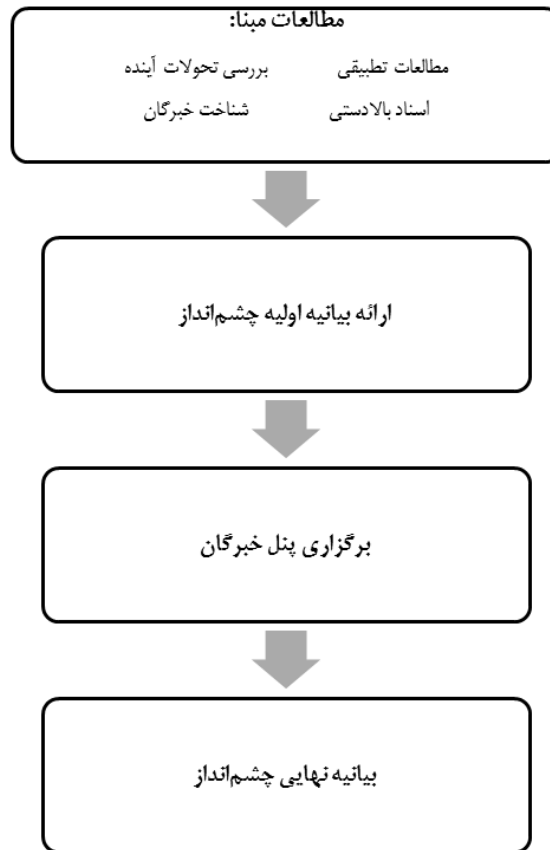 مطالعات مبنا:
مطالعات تطبیقی بررسی تحولات آینده
اسناد بالادستی شناخت خبرگان
ارائه بیانیه اولیه چشم‌انداز
برگزاری پنل خبرگان
بیانیه نهایی چشم‌انداز